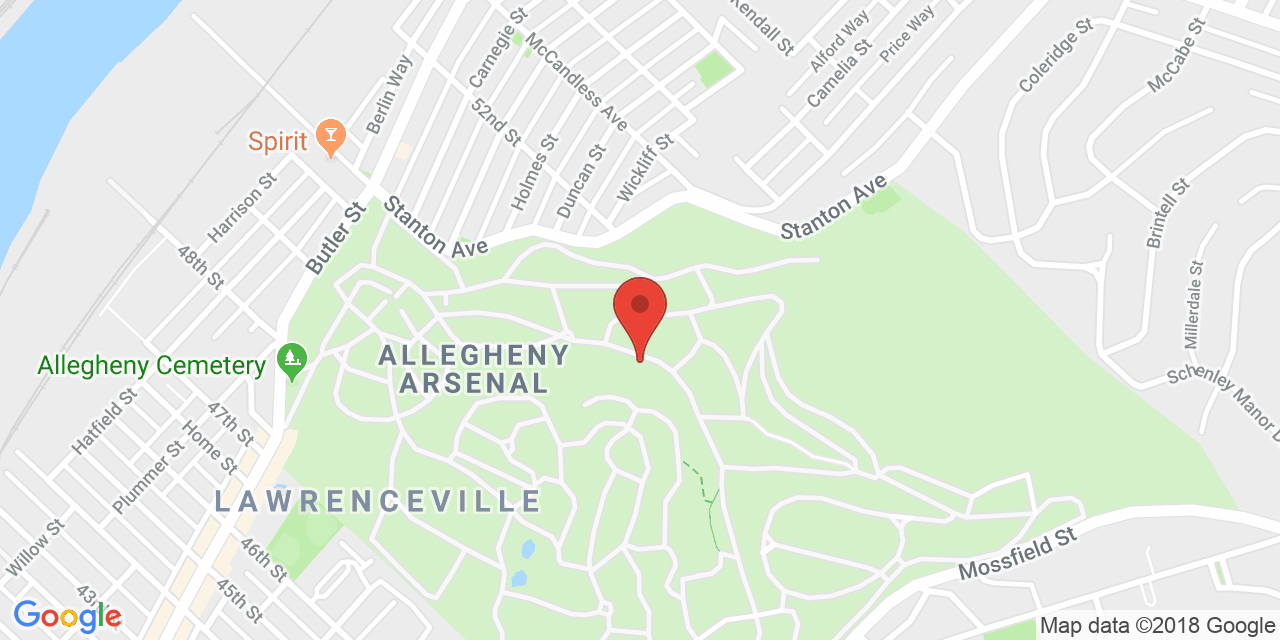 Kendall St
Alford Way
Price Way
Camelia St
Coleridge St
McCabe St
Carnegie St
McCandless Ave
Berlin Way
52nd St
Spirit
Holmes St
Duncan St
Wickliff St
Harrison St
Butler St
Stanton Ave
Stanton Ave
Brintell St
48th St
Millerdale St
Allegheny Cemetery
ALLEGHENY
ARSENAL
Schenley Manor D
Hatfield St
47th St
Home St
Plummer St
LAWRENCEVILLE
Willow St
46th St
45th St
43
Mossfield St
Google
Map data ©2018 Google